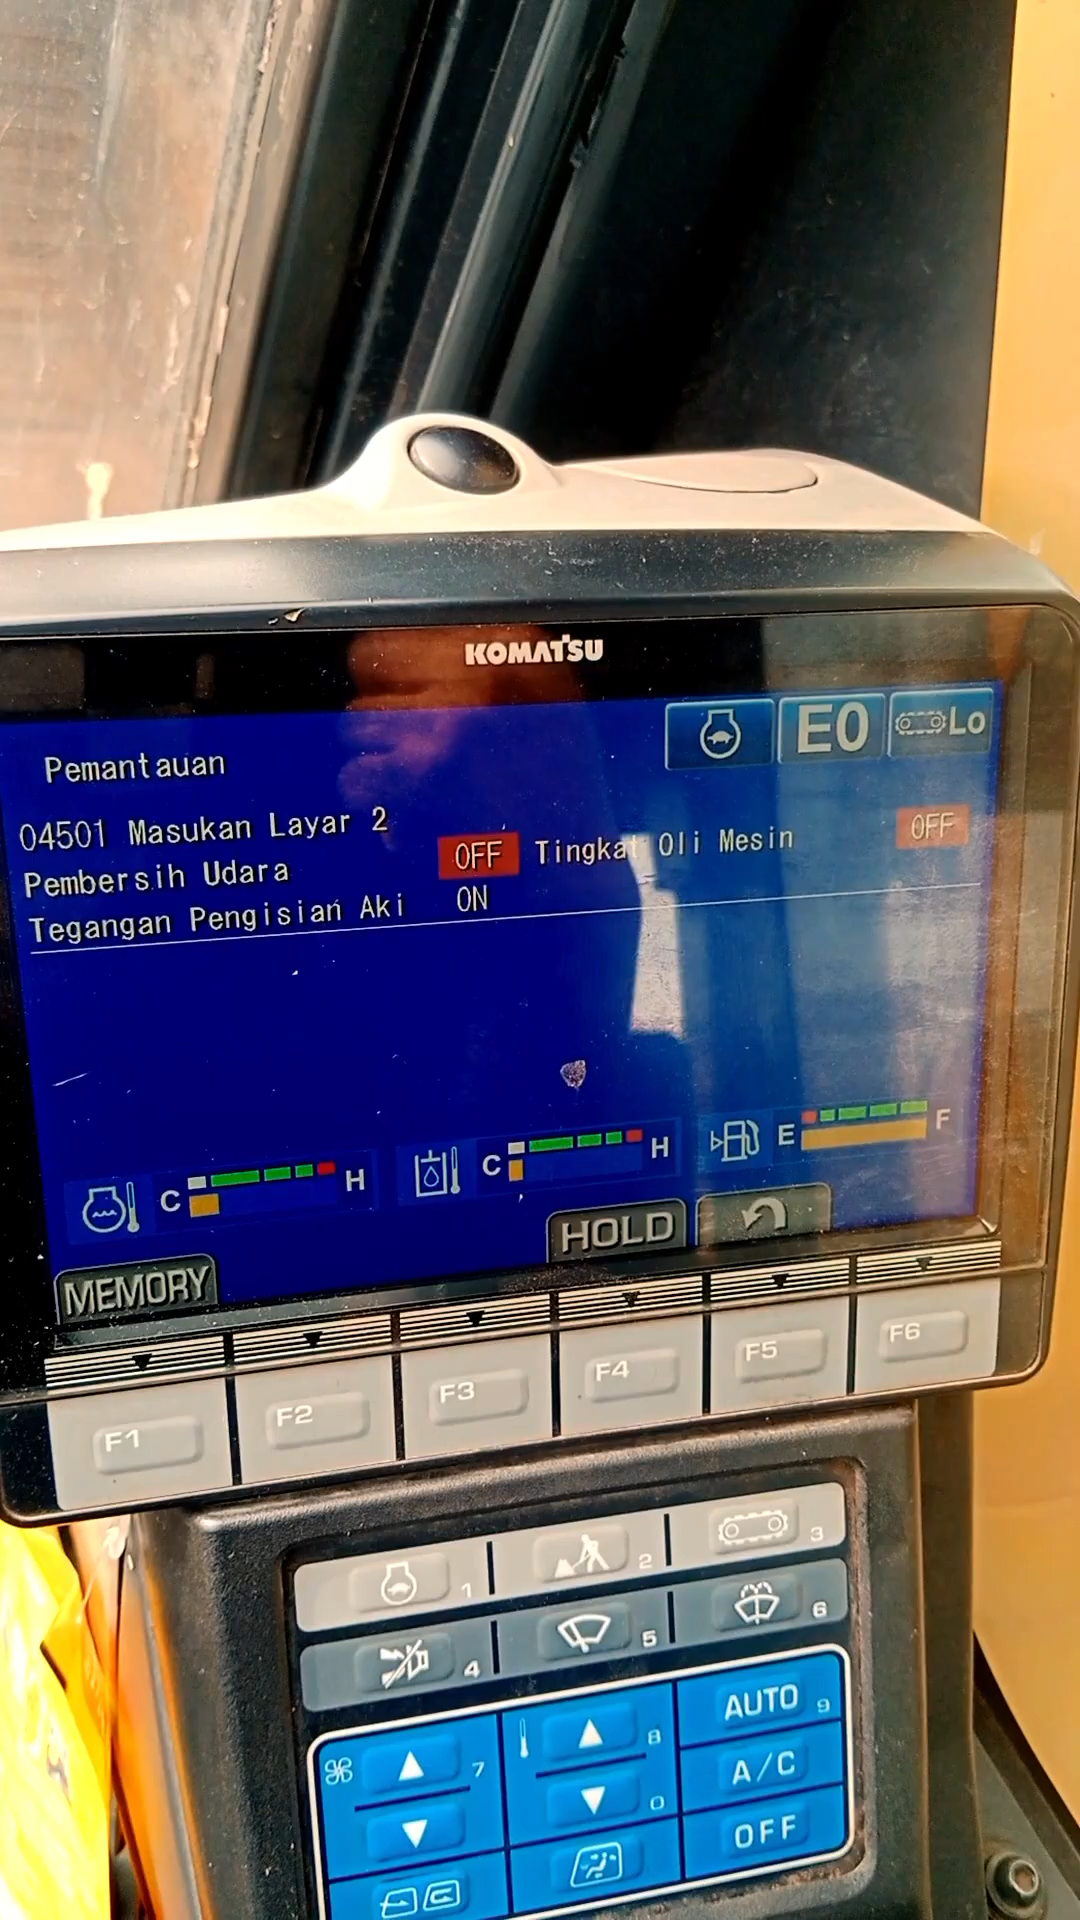 KOMATSU
E0 Lo
Pemantauan
04501 Masukan Layar 2
Pembersih Udara OFF Tingkat Oli Mesin OFF
Tegangan Pengisian Aki ON
C H C H E F
MEMORY HOLD
F1 F2 F3 F4 F5 F6
1 2 3
4 5 6
7 8 AUTO 9
0 A/C
OFF